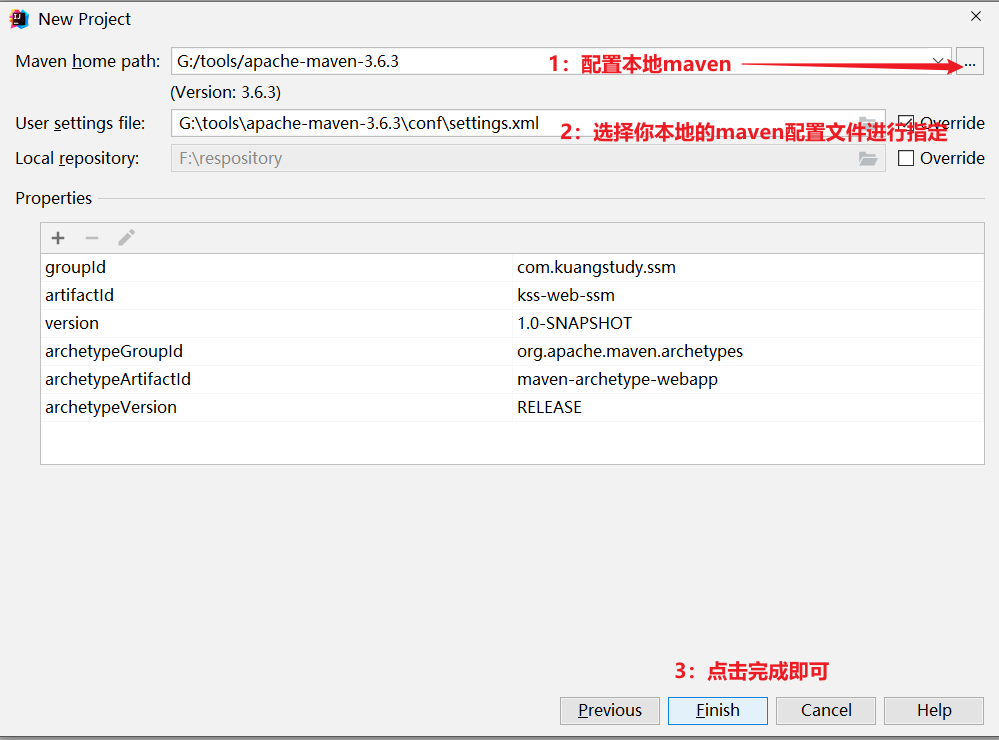 New Project
Maven home path: G:/tools/apache-maven-3.6.3 1：配置本地maven ...
(Version: 3.6.3)
User settings file: G:\tools\apache-maven-3.6.3\conf\settings.xml 2：选择你本地的maven配置文件进行指定 Override
Local repository: F:\respository Override
Properties
groupId com.kuangstudy.ssm
artifactId kss-web-ssm
version 1.0-SNAPSHOT
archetypeGroupId org.apache.maven.archetypes
archetypeArtifactId maven-archetype-webapp
archetypeVersion RELEASE
3：点击完成即可
Previous Finish Cancel Help